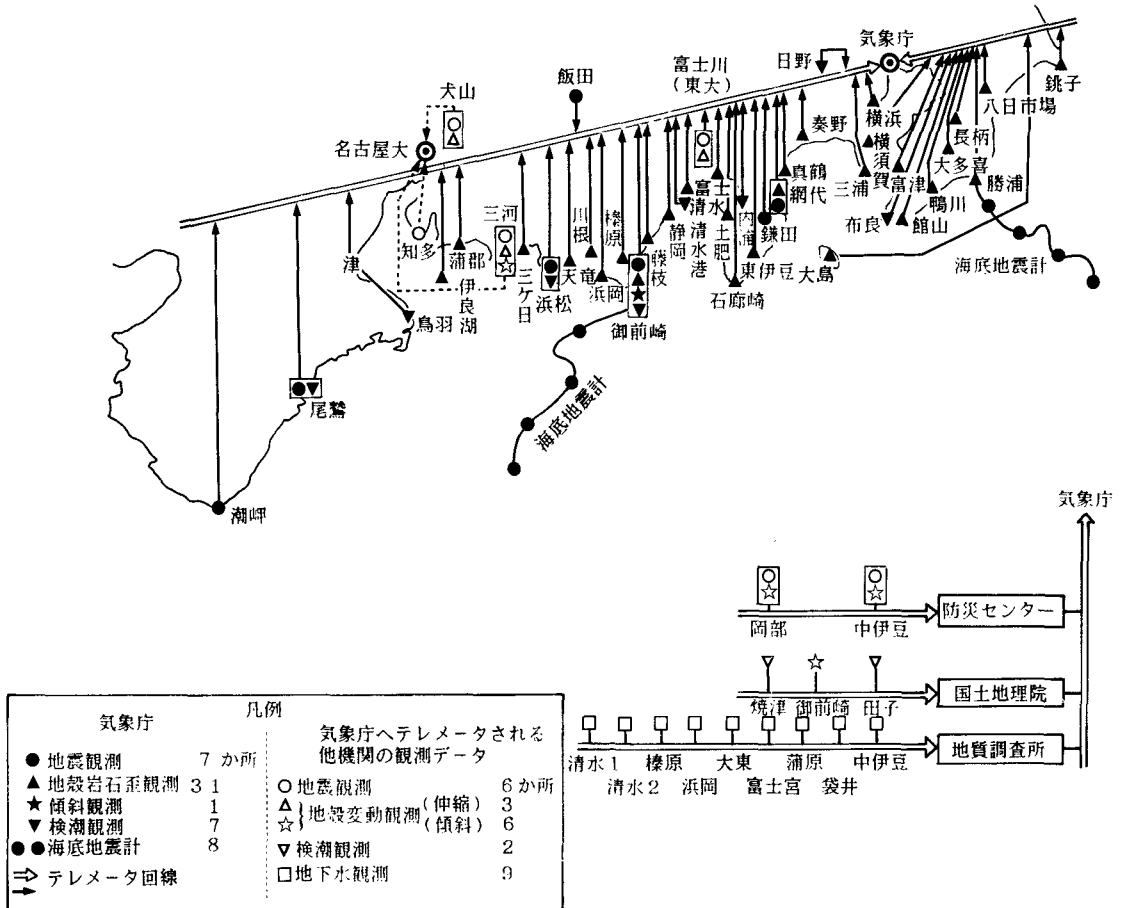 気象庁
日野
富士川
(東大)
飯田
犬山
名古屋大
銚子
八日市場
横浜
長柄
横須賀
大多喜
奏野
三浦
富津
勝浦
鴨川
布良
館山
真鶴
網代
富士
清水
清水港
静岡
土肥
内浦
鎌田
東伊豆
石廊崎
大島
海底地震計
三河
川根
榛原
藤枝
知多
蒲郡
伊良湖
三ケ日
浜松
天竜
浜岡
御前崎
津
鳥羽
海底地震計
尾鷲
潮岬
気象庁
岡部
中伊豆
防災センター
焼津
御前崎
田子
国土地理院
清水1
榛原
大東
蒲原
中伊豆
地質調査所
清水2
浜岡
富士宮
袋井
凡例
気象庁
● 地震観測 7 か所
▲ 地殻岩石歪観測 31
★ 傾斜観測 1
▼ 検潮観測 7
●●海底地震計 8
⇒ テレメータ回線
→
気象庁へテレメータされる
他機関の観測データ
○ 地震観測 6か所
△ 地殻変動観測 (伸縮) 3
☆ (傾斜) 6
▽ 検潮観測 2
□ 地下水観測 9